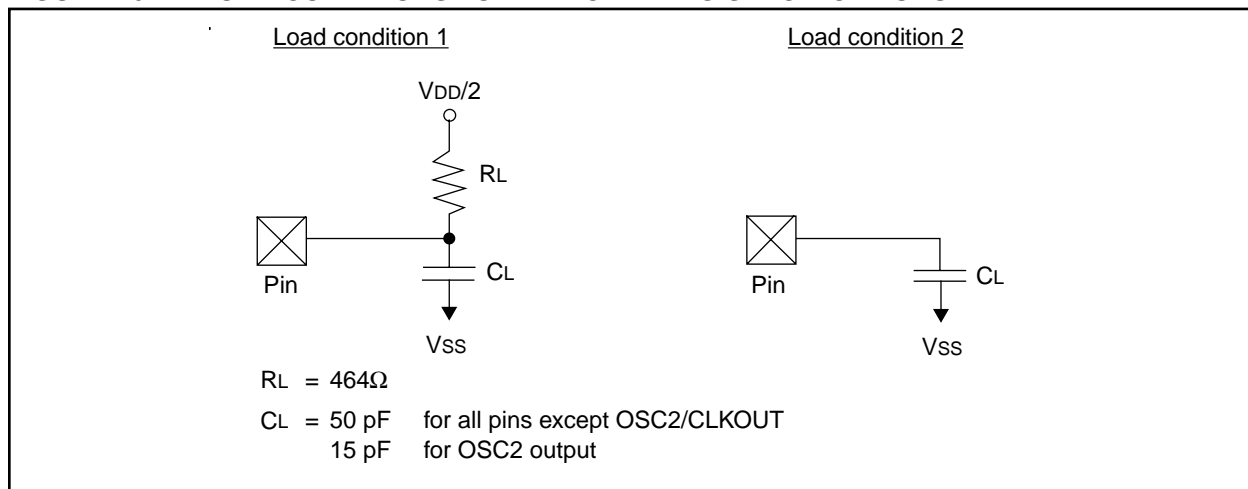 Load condition 1
Load condition 2
VDD/2
RL
Pin
CL
VSS
Pin
CL
VSS
RL = 464Ω
CL = 50 pF for all pins except OSC2/CLKOUT
15 pF for OSC2 output